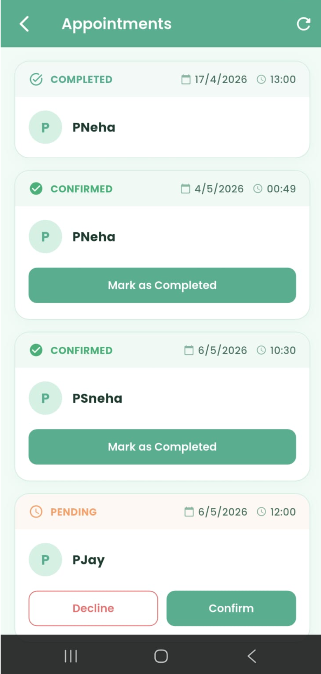 Appointments
COMPLETED 17/4/2026 13:00
P PNeha
CONFIRMED 4/5/2026 00:49
P PNeha
Mark as Completed
CONFIRMED 6/5/2026 10:30
P PSneha
Mark as Completed
PENDING 6/5/2026 12:00
P PJay
Decline Confirm